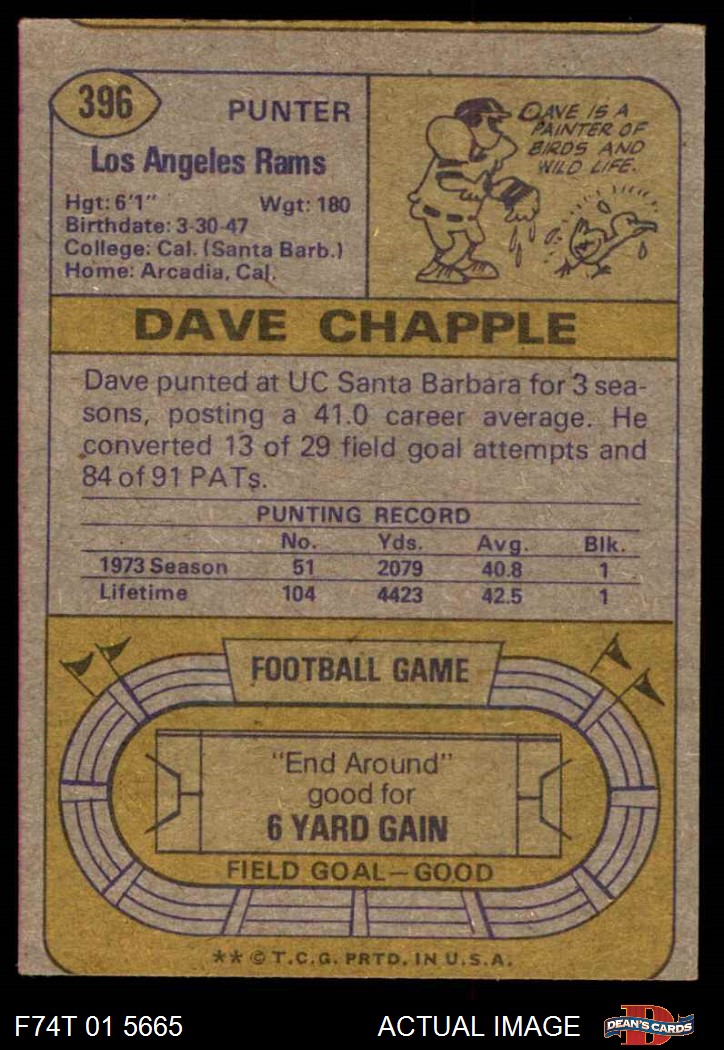 396
PUNTER
Los Angeles Rams
Hgt: 6'1" Wgt: 180
Birthdate: 3-30-47
College: Cal. (Santa Barb.)
Home: Arcadia, Cal.
DAVE IS A
PAINTER OF
BIRDS AND
WILD LIFE.
DAVE CHAPPLE
Dave punted at UC Santa Barbara for 3 sea-
sons, posting a 41.0 career average. He
converted 13 of 29 field goal attempts and
84 of 91 PATs.
PUNTING RECORD
No. Yds. Avg. Blk.
1973 Season 51 2079 40.8 1
Lifetime 104 4423 42.5 1
FOOTBALL GAME
"End Around"
good for
6 YARD GAIN
FIELD GOAL—GOOD
** © T.C.G. PRTD. IN U.S.A.
F74T 01 5665 ACTUAL IMAGE
D
DEAN'S CARDS